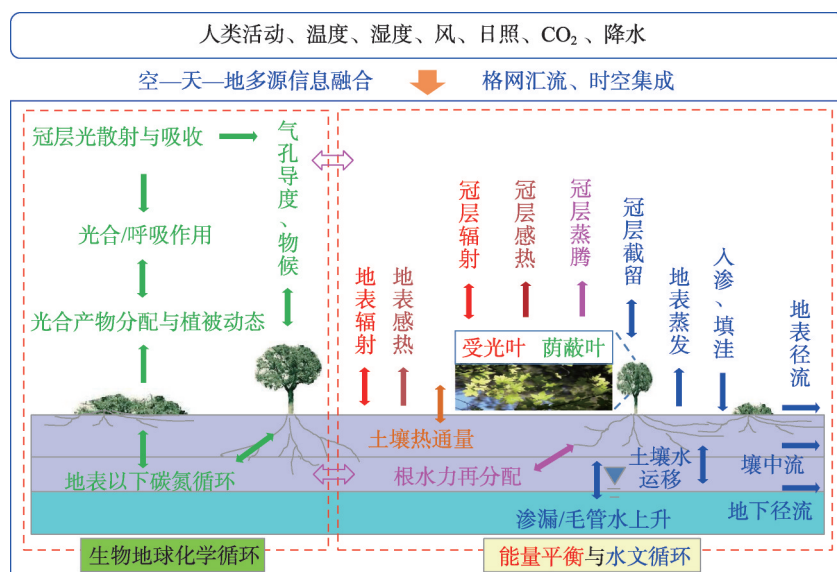 人类活动、温度、湿度、风、日照、CO₂、降水
空—天—地多源信息融合
格网汇流、时空集成
冠层光散射与吸收
气孔导度、物候
光合/呼吸作用
光合产物分配与植被动态
地表以下碳氮循环
生物地球化学循环
地表辐射
地表感热
冠层辐射
冠层感热
冠层蒸腾
冠层截留
地表蒸发
入渗、填洼
地表径流
受光叶 荫蔽叶
土壤热通量
根水力再分配
土壤水
运移
壤中流
渗漏/毛管水上升
地下径流
能量平衡与水文循环